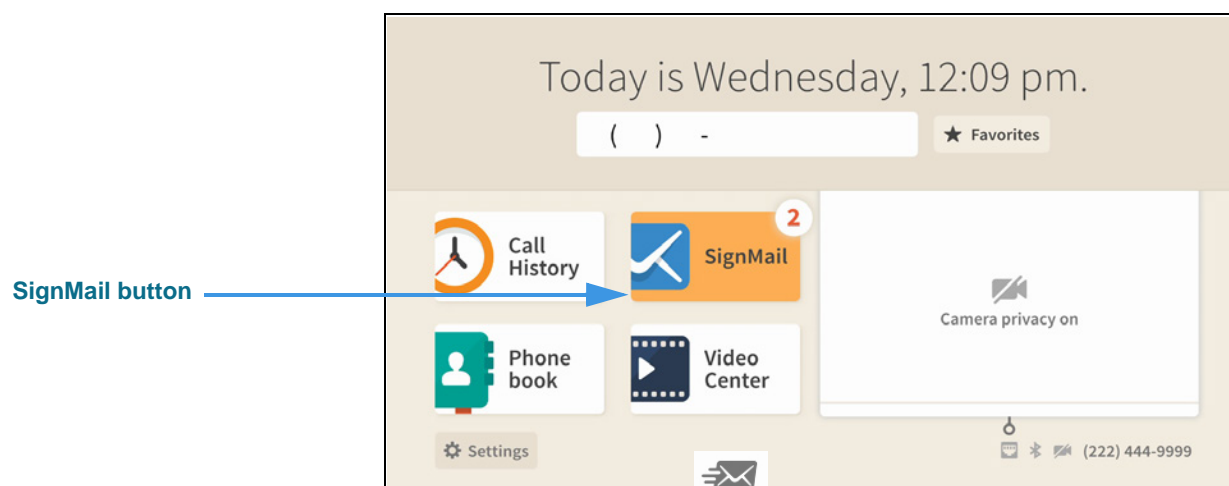 Today is Wednesday, 12:09 pm.
( ) -
★ Favorites
2
Call
History
SignMail
SignMail button
Camera privacy on
Phone
book
Video
Center
Settings
(222) 444-9999